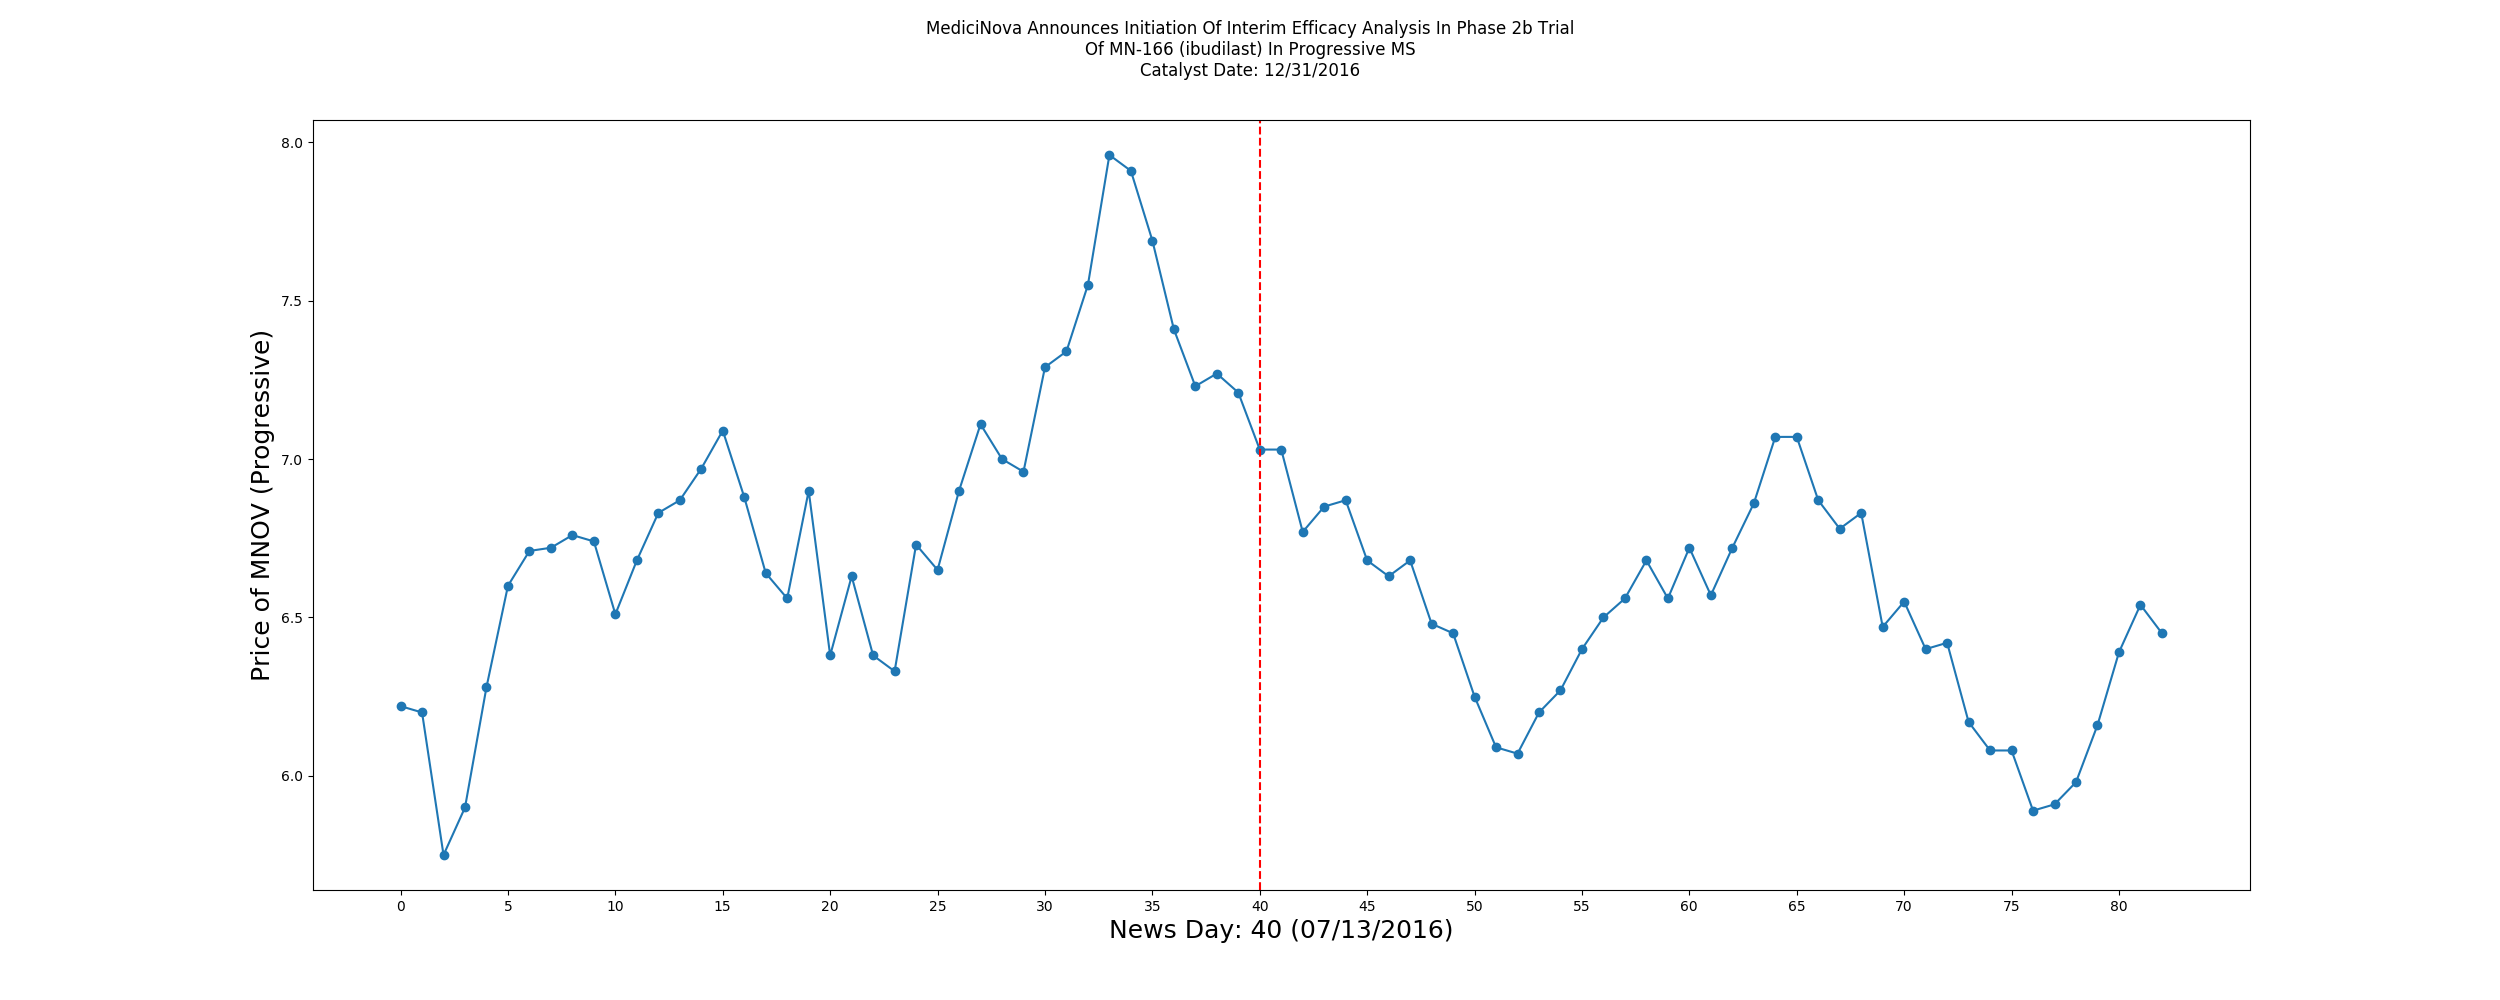 MediciNova Announces Initiation Of Interim Efficacy Analysis In Phase 2b Trial
Of MN-166 (ibudilast) In Progressive MS
Catalyst Date: 12/31/2016
Price of MNOV (Progressive)
8.0
7.5
7.0
6.5
6.0
0 5 10 15 20 25 30 35 40 45 50 55 60 65 70 75 80
News Day: 40 (07/13/2016)